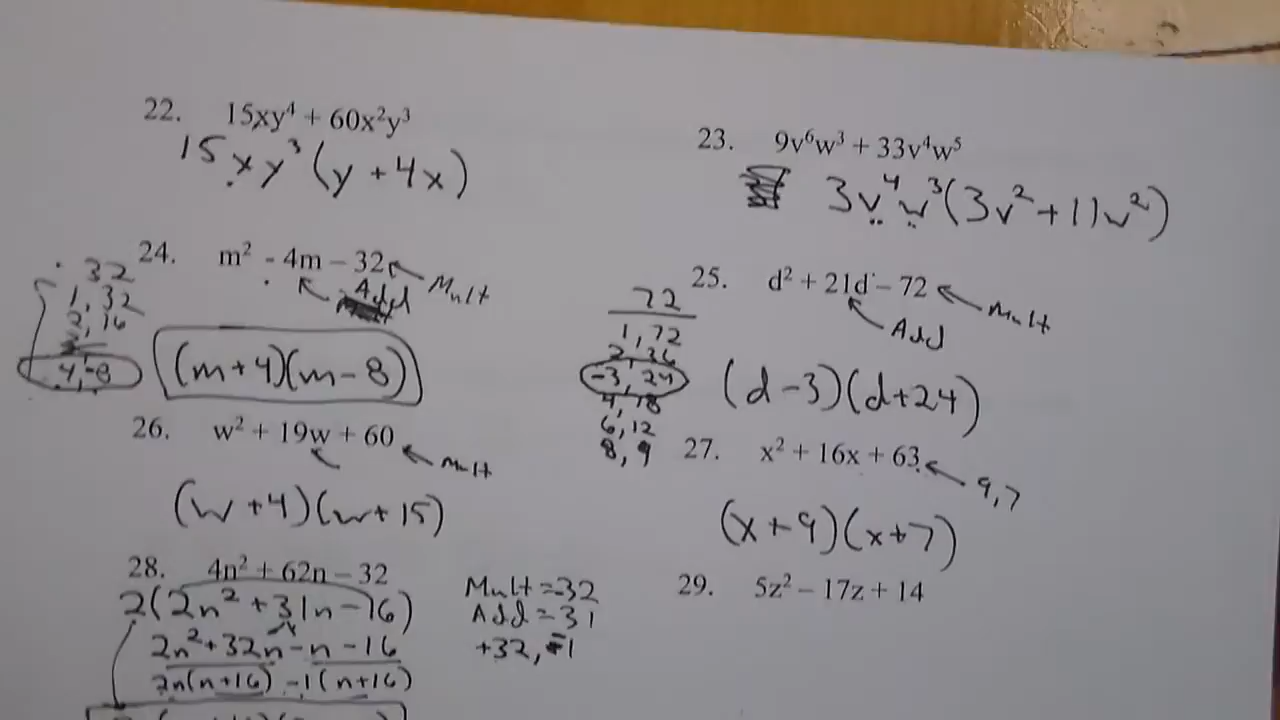 22. 15xy⁴ + 60x²y³
15xy³(y + 4x)
23. 9v⁶w³ + 33v⁴w⁵
3v⁴w³(3v² + 11w²)
24. m² - 4m – 32
Mult
Add
32
1, 32
2, 16
4, -8
(m+4)(m-8)
25. d² + 21d – 72
Mult
Add
72
1, 72
2, 36
-3, 24
4, 18
6, 12
8, 9
(d-3)(d+24)
26. w² + 19w + 60
Mult
(w+4)(w+15)
27. x² + 16x + 63
9, 7
(x+9)(x+7)
28. 4n² + 62n – 32
2(2n² + 31n - 16)
2n² + 32n - n - 16
2n(n+16) -1(n+16)
Mult = -32
Add = 31
+32, -1
29. 5z² – 17z + 14